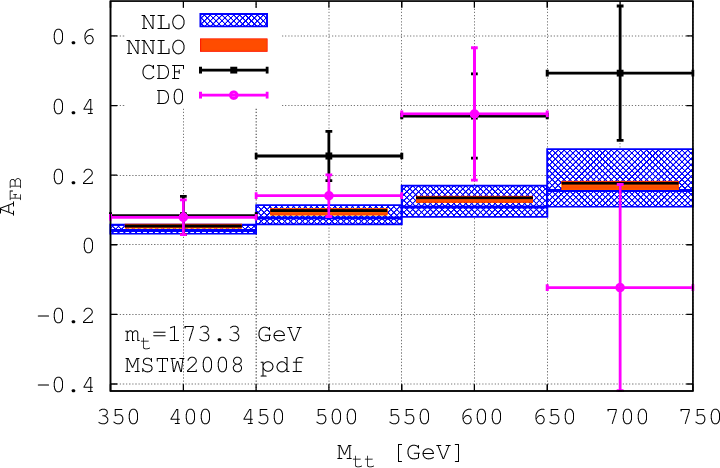 NLO
NNLO
CDF
D0
0.6
0.4
0.2
0
-0.2
-0.4
A_FB
m_t=173.3 GeV
MSTW2008 pdf
350 400 450 500 550 600 650 700 750
M_tt [GeV]